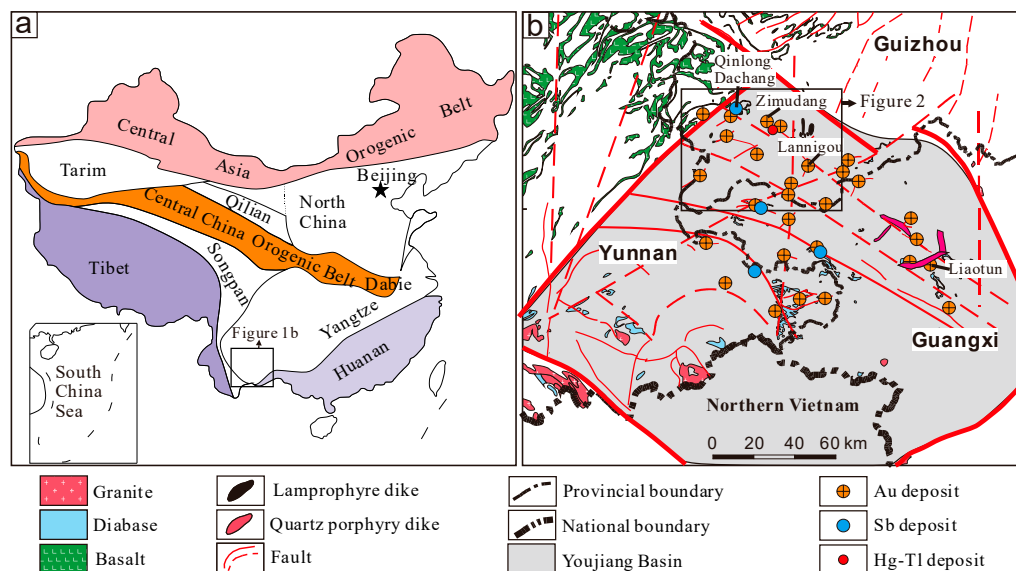 a
Central
Asia
Orogenic
Belt
Tarim
Beijing
Qilian
North
China
Central China Orogenic Belt
Dabie
Tibet
Songpan
Yangtze
Figure 1b
Huanan
South
China
Sea
b
Guizhou
Qinlong
Dachang
Zimudang
Figure 2
Lannigou
Yunnan
Liaotun
Guangxi
Northern Vietnam
0 20 40 60 km
Granite
Diabase
Basalt
Lamprophyre dike
Quartz porphyry dike
Fault
Provincial boundary
National boundary
Youjiang Basin
Au deposit
Sb deposit
Hg-Tl deposit